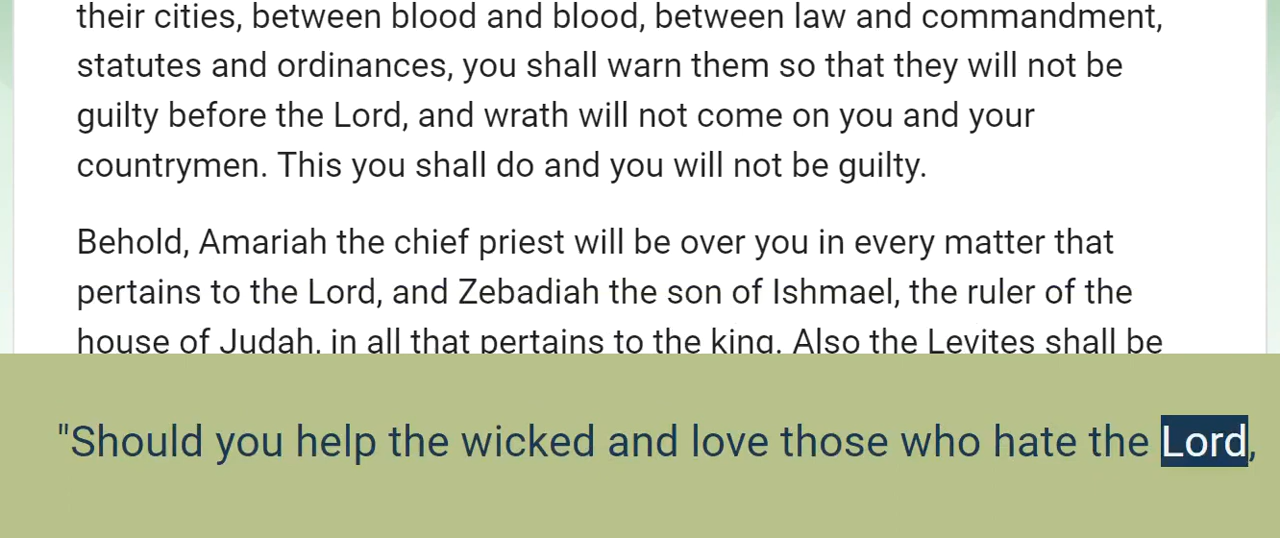 their cities, between blood and blood, between law and commandment,
statutes and ordinances, you shall warn them so that they will not be
guilty before the Lord, and wrath will not come on you and your
countrymen. This you shall do and you will not be guilty.
Behold, Amariah the chief priest will be over you in every matter that
pertains to the Lord, and Zebadiah the son of Ishmael, the ruler of the
house of Judah, in all that pertains to the king. Also the Levites shall be
"Should you help the wicked and love those who hate the Lord,